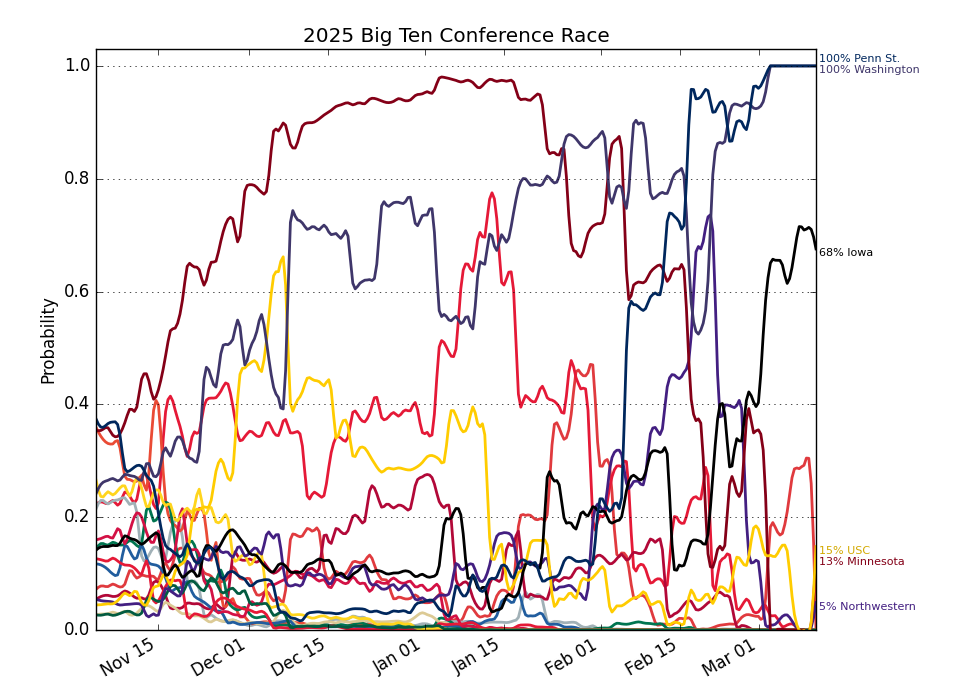 2025 Big Ten Conference Race
Probability
1.0
0.8
0.6
0.4
0.2
0.0
Nov 15
Dec 01
Dec 15
Jan 01
Jan 15
Feb 01
Feb 15
Mar 01
100% Penn St.
100% Washington
68% Iowa
15% USC
13% Minnesota
5% Northwestern